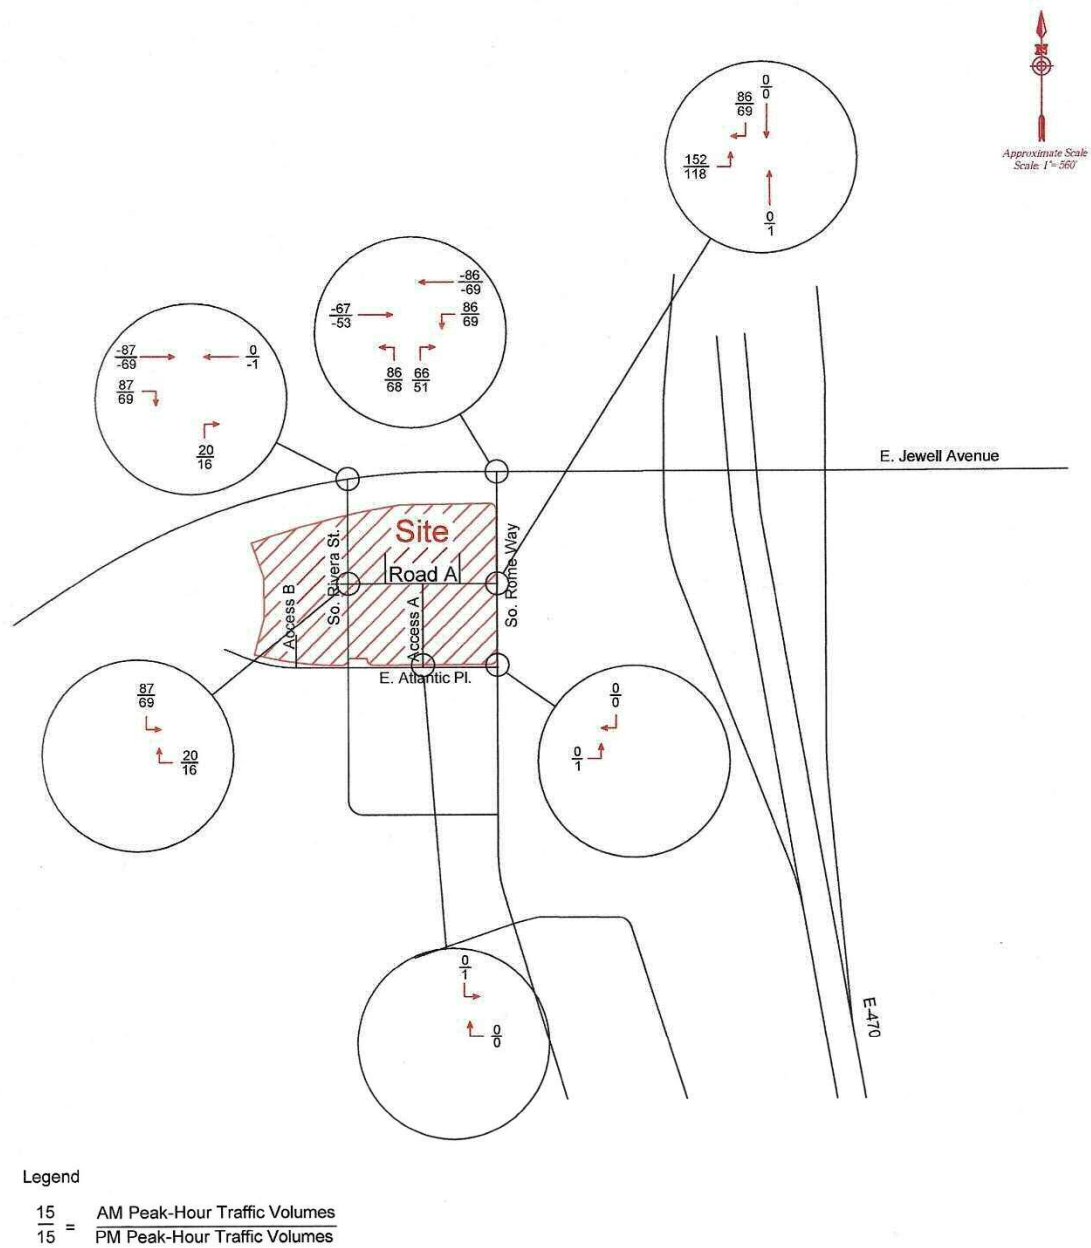 N
Approximate Scale
Scale: 1"=560'
0
0
86
69
152
118
0
1
-86
-69
-67
-53
86
69
86
68
66
51
-87
-69
0
-1
87
69
20
16
E. Jewell Avenue
Site
So. Rivera St.
Road A
So. Rome Way
Access B
Access A
E. Atlantic Pl.
87
69
20
16
0
0
0
1
0
1
0
0
E-470
Legend
15
15
=
AM Peak-Hour Traffic Volumes
PM Peak-Hour Traffic Volumes